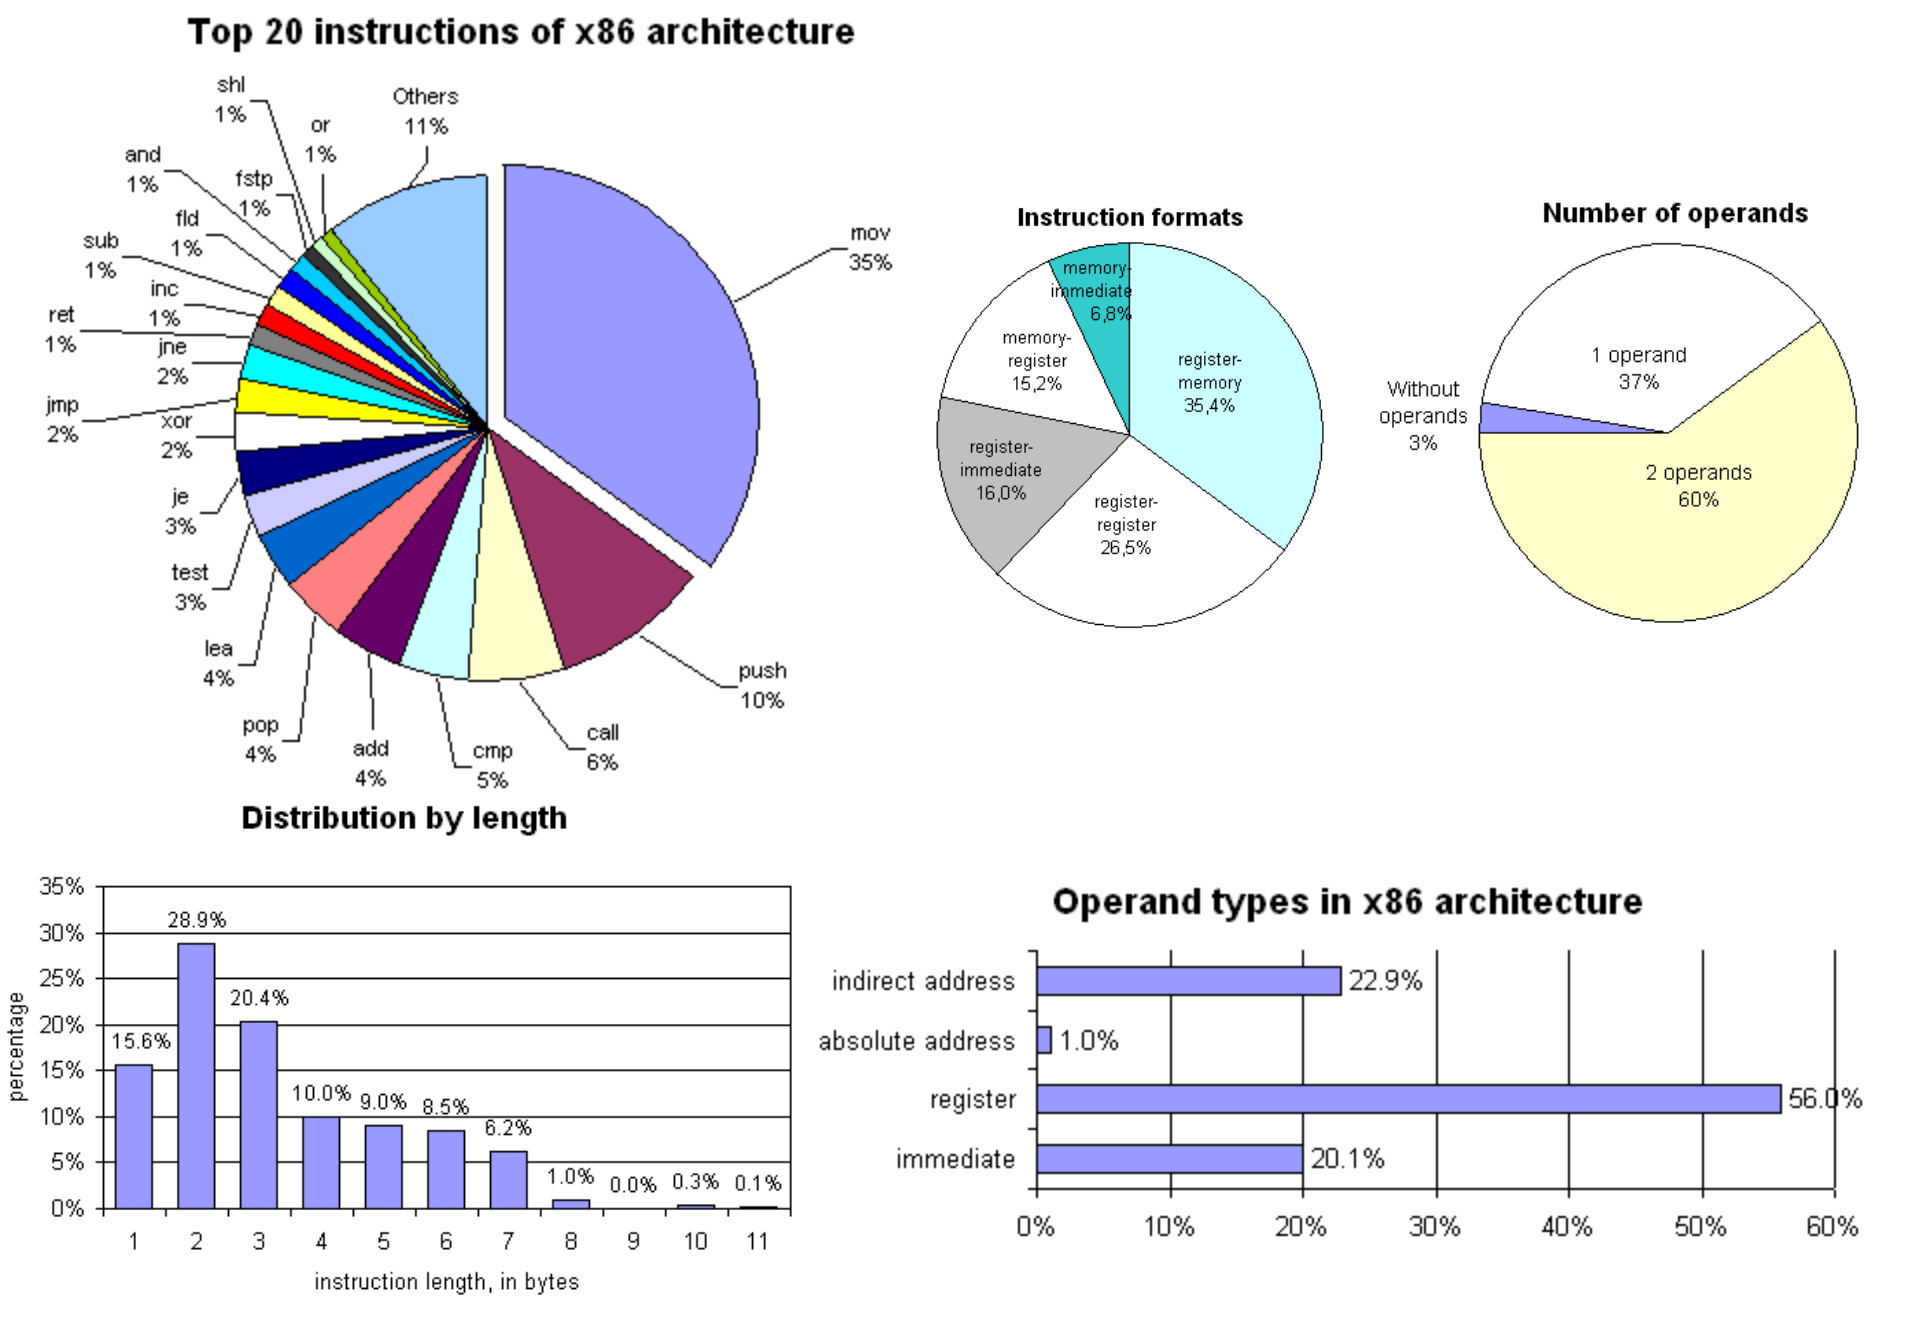 Top 20 instructions of x86 architecture
shl
1%
or
1%
Others
11%
and
1%
fstp
1%
fld
1%
sub
1%
inc
1%
ret
1%
jne
2%
jmp
2%
xor
2%
je
3%
test
3%
lea
4%
pop
4%
add
4%
cmp
5%
call
6%
push
10%
mov
35%
Instruction formats
memory-
immediate
6,8%
memory-
register
15,2%
register-
memory
35,4%
register-
immediate
16,0%
register-
register
26,5%
Number of operands
1 operand
37%
Without
operands
3%
2 operands
60%
Distribution by length
percentage
35%
30%
25%
20%
15%
10%
5%
0%
15.6%
28.9%
20.4%
10.0%
9.0%
8.5%
6.2%
1.0%
0.0%
0.3%
0.1%
1 2 3 4 5 6 7 8 9 10 11
instruction length, in bytes
Operand types in x86 architecture
indirect address 22.9%
absolute address 1.0%
register 56.0%
immediate 20.1%
0% 10% 20% 30% 40% 50% 60%